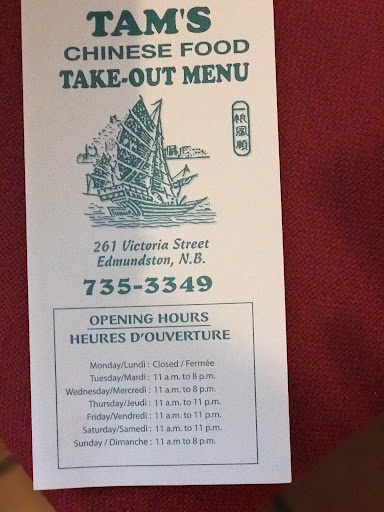 TAM'S
CHINESE FOOD
TAKE-OUT MENU
一帆風順
261 Victoria Street
Edmundston, N.B.
735-3349
OPENING HOURS
HEURES D'OUVERTURE
Monday/Lundi : Closed / Fermée
Tuesday/Mardi : 11 a.m. to 8 p.m.
Wednesday/Mercredi : 11 a.m. to 8 p.m.
Thursday/Jeudi : 11 a.m. to 11 p.m.
Friday/Vendredi : 11 a.m. to 11 p.m.
Saturday/Samedi : 11 a.m. to 11 p.m.
Sunday / Dimanche : 11 a.m to 8 p.m.